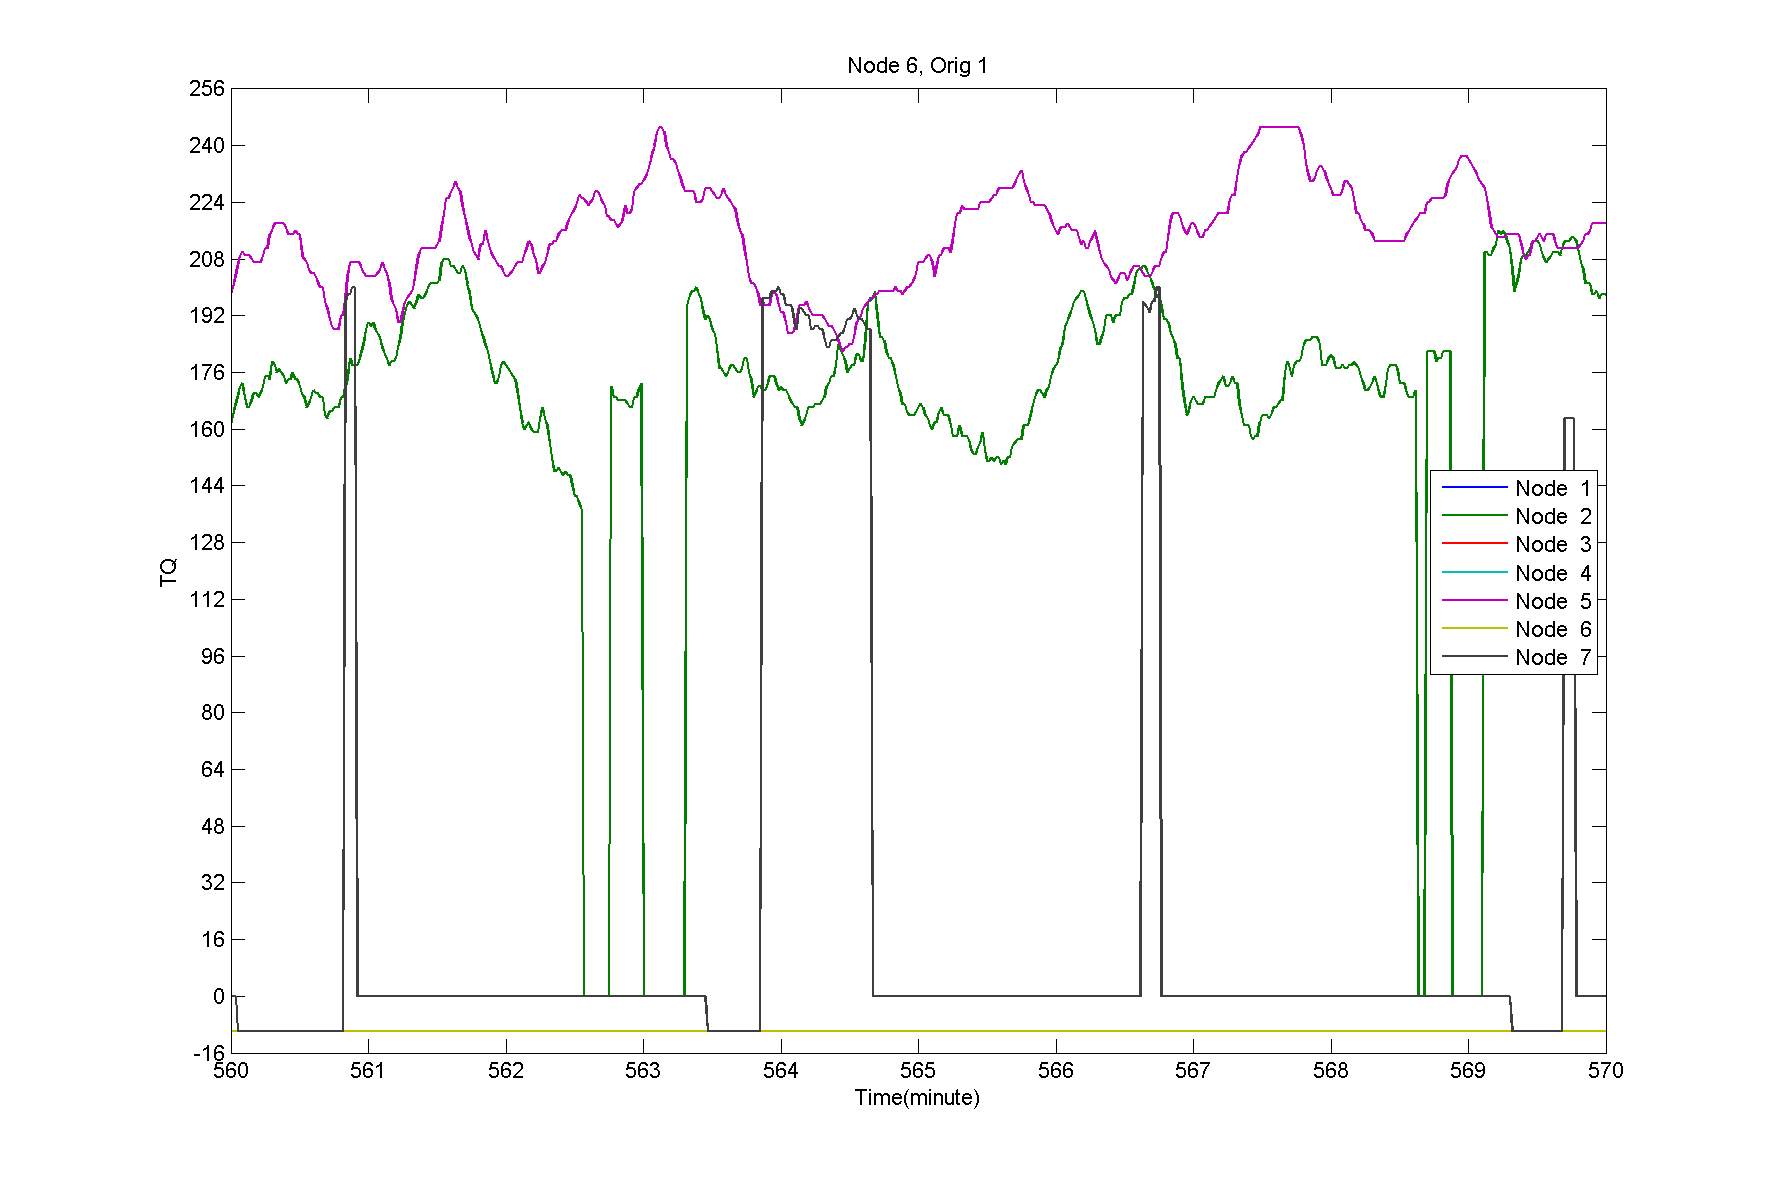 Node 6, Orig 1
256
240
224
208
192
176
160
144
128
112
96
80
64
48
32
16
0
-16
TQ
Node 1
Node 2
Node 3
Node 4
Node 5
Node 6
Node 7
560 561 562 563 564 565 566 567 568 569 570
Time(minute)